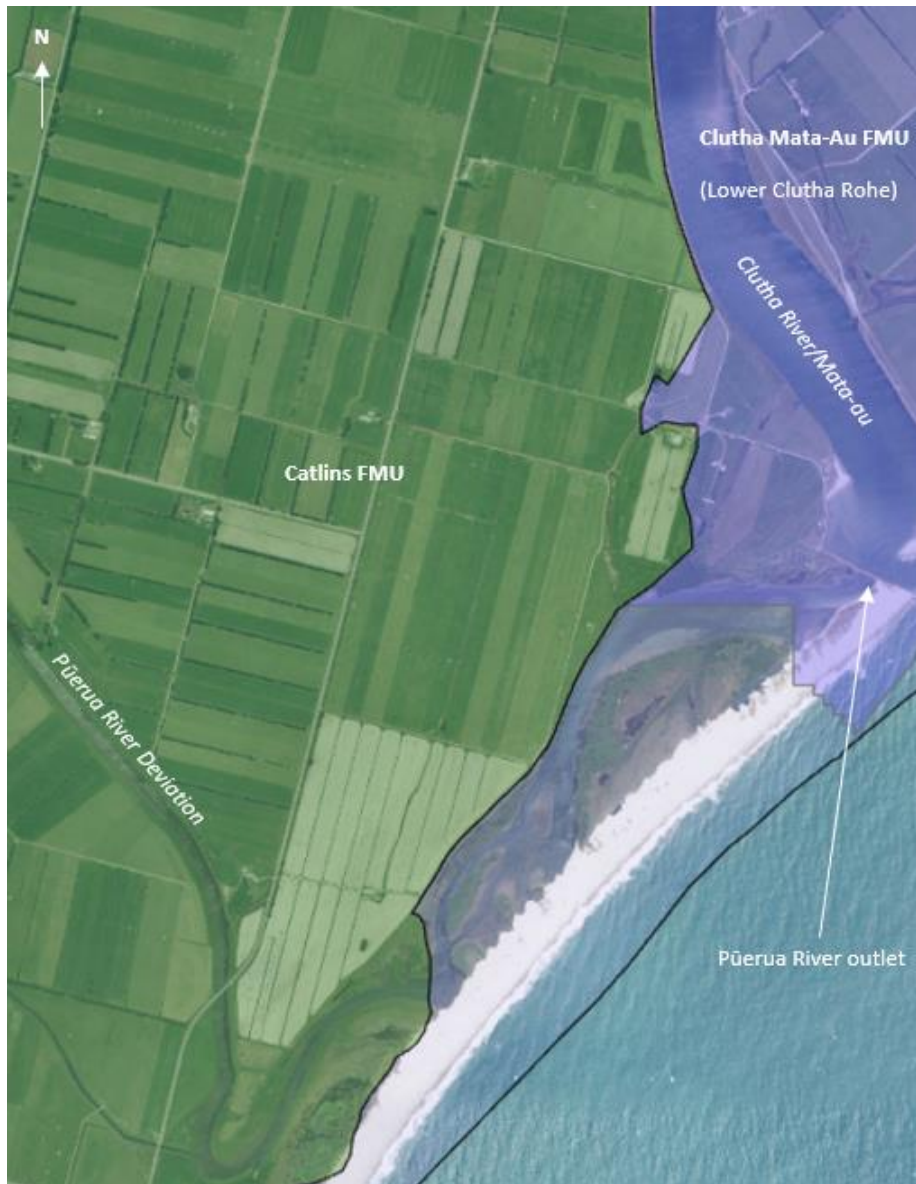 N
Clutha Mata-Au FMU
(Lower Clutha Rohe)
Clutha River/Mata-au
Catlins FMU
Pūerua River Deviation
Pūerua River outlet